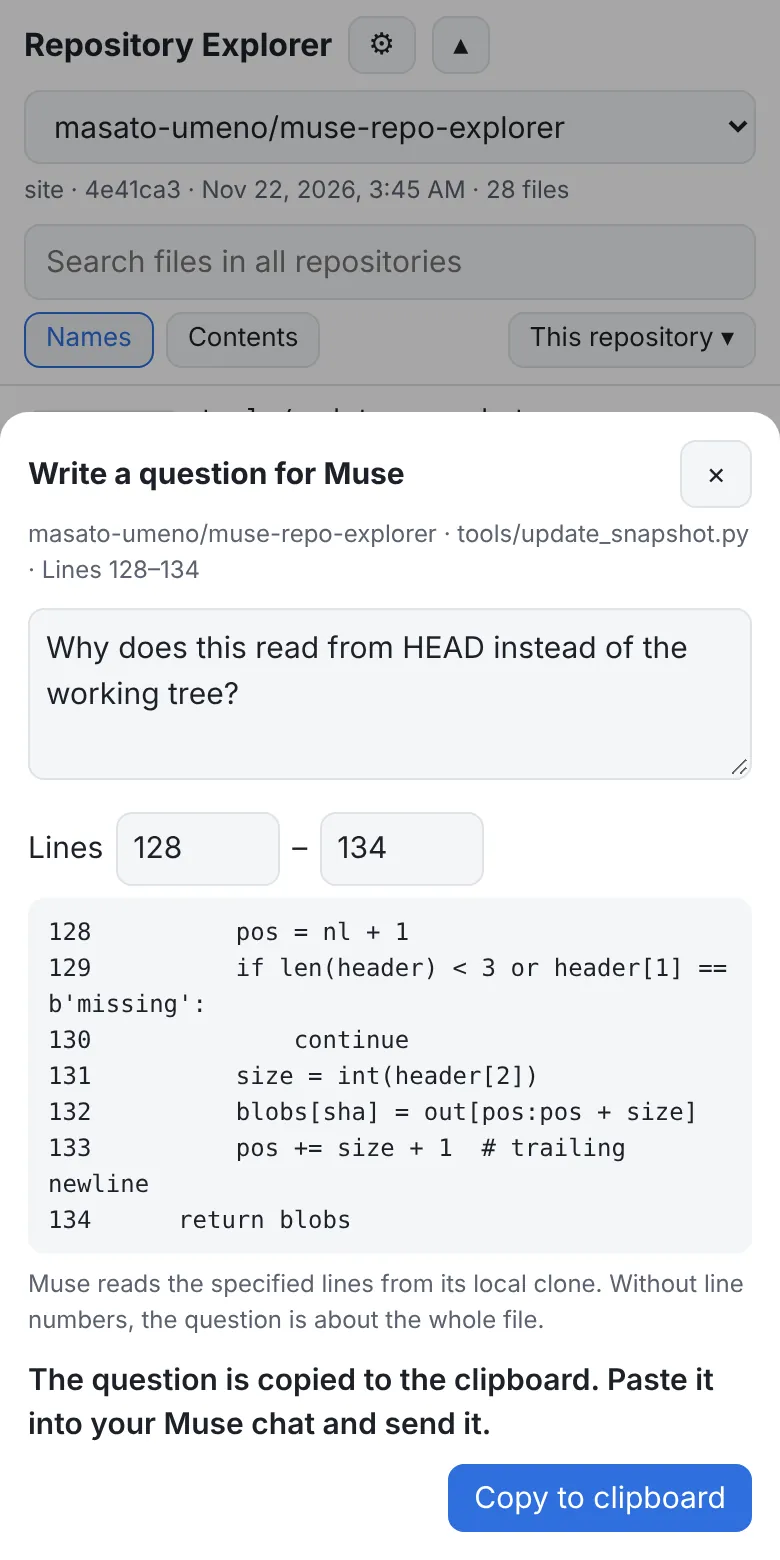 Repository Explorer ⚙ ▲
masato-umeno/muse-repo-explorer
site · 4e41ca3 · Nov 22, 2026, 3:45 AM · 28 files
Search files in all repositories
Names Contents This repository ▾
Write a question for Muse ×
masato-umeno/muse-repo-explorer · tools/update_snapshot.py
· Lines 128–134
Why does this read from HEAD instead of the
working tree?
Lines 128 – 134
128          pos = nl + 1
129          if len(header) < 3 or header[1] ==
b'missing':
130              continue
131          size = int(header[2])
132          blobs[sha] = out[pos:pos + size]
133          pos += size + 1  # trailing
newline
134      return blobs
Muse reads the specified lines from its local clone. Without line
numbers, the question is about the whole file.
The question is copied to the clipboard. Paste it
into your Muse chat and send it.
Copy to clipboard